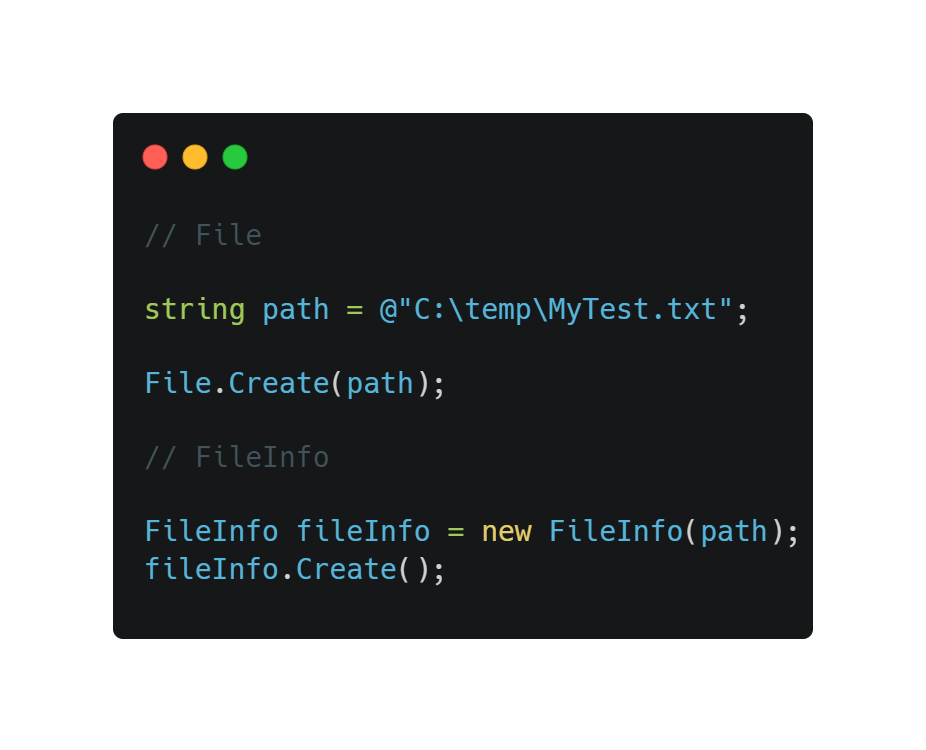 // File
string path = @"C:\temp\MyTest.txt";
File.Create(path);
// FileInfo
FileInfo fileInfo = new FileInfo(path);
fileInfo.Create();